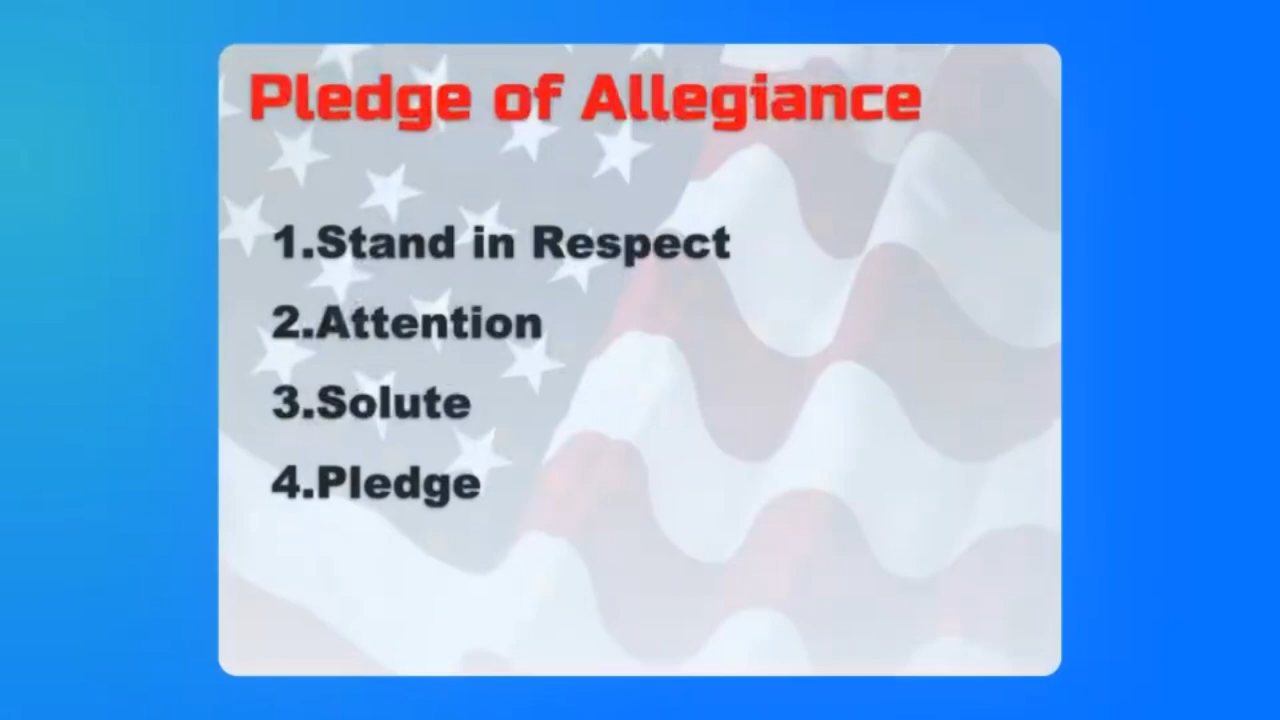 Pledge of Allegiance
1.Stand in Respect
2.Attention
3.Solute
4.Pledge